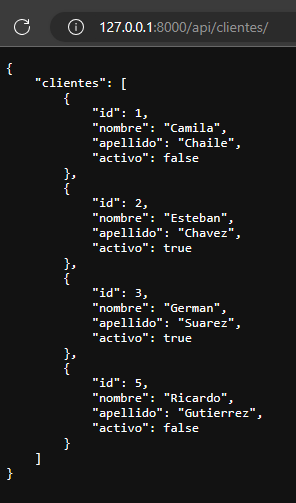 127.0.0.1:8000/api/clientes/
{
    "clientes": [
        {
            "id": 1,
            "nombre": "Camila",
            "apellido": "Chaile",
            "activo": false
        },
        {
            "id": 2,
            "nombre": "Esteban",
            "apellido": "Chavez",
            "activo": true
        },
        {
            "id": 3,
            "nombre": "German",
            "apellido": "Suarez",
            "activo": true
        },
        {
            "id": 5,
            "nombre": "Ricardo",
            "apellido": "Gutierrez",
            "activo": false
        }
    ]
}